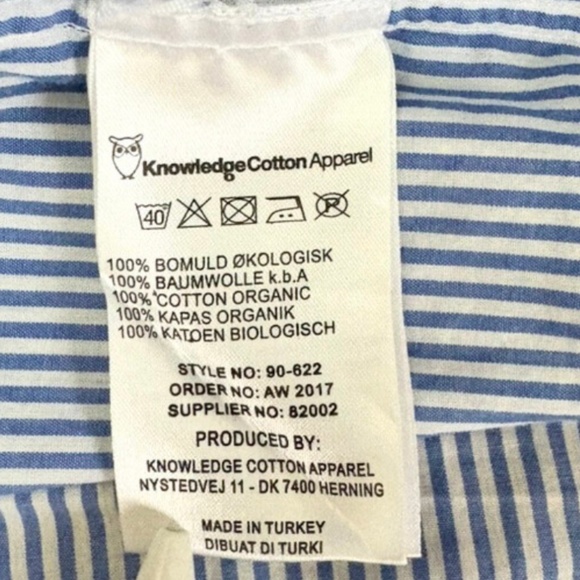 KnowledgeCotton Apparel
40
P
100% BOMULD ØKOLOGISK
100% BAUMWOLLE k.b.A
100% COTTON ORGANIC
100% KAPAS ORGANIK
100% KATOEN BIOLOGISCH
STYLE NO: 90-622
ORDER NO: AW 2017
SUPPLIER NO: 82002
PRODUCED BY:
KNOWLEDGE COTTON APPAREL
NYSTEDVEJ 11 - DK 7400 HERNING
MADE IN TURKEY
DIBUAT DI TURKI